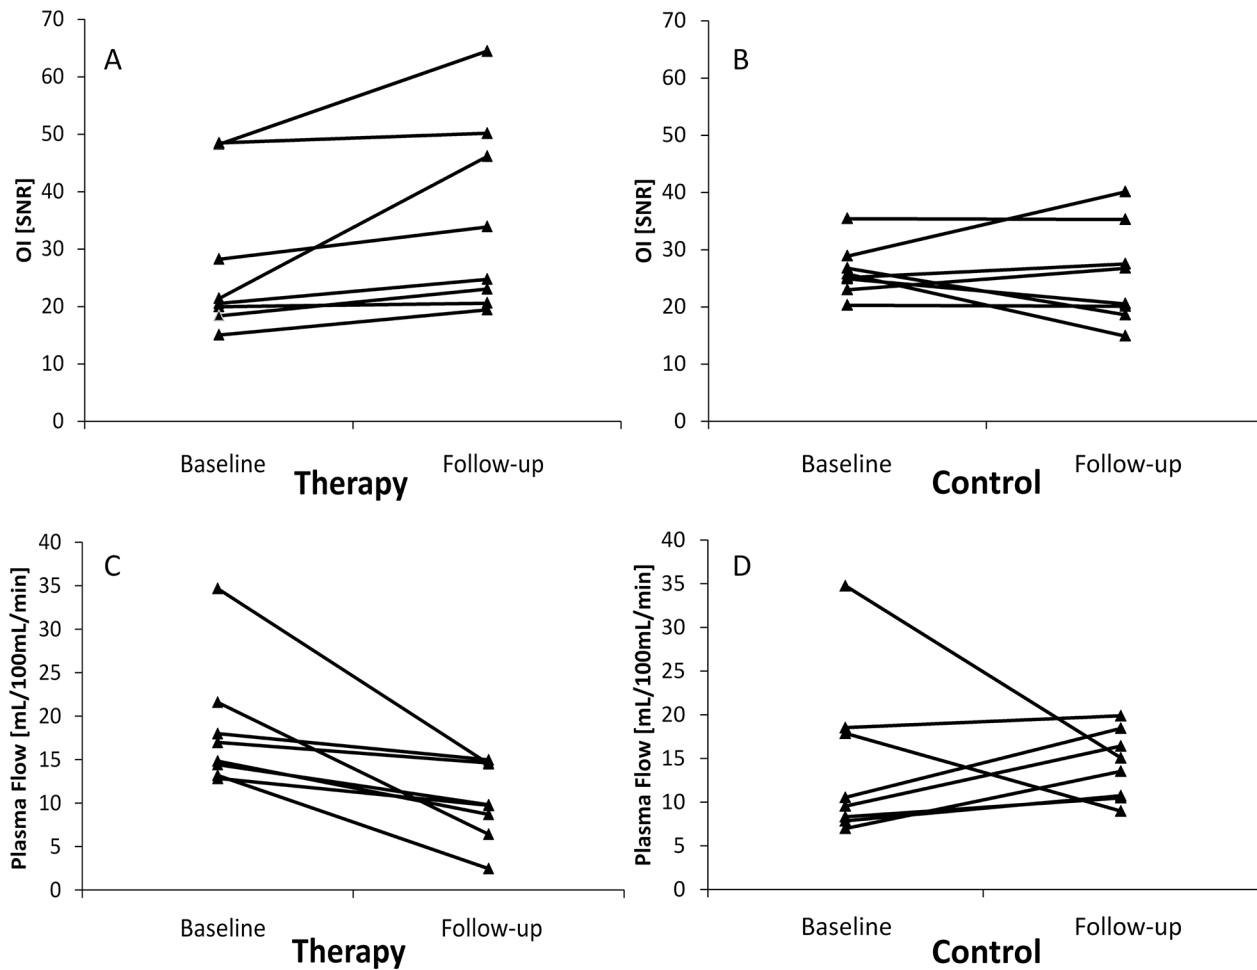 A
70
60
50
40
30
20
10
0
OI [SNR]
Baseline
Follow-up
Therapy
B
70
60
50
40
30
20
10
0
OI [SNR]
Baseline
Follow-up
Control
C
40
35
30
25
20
15
10
5
0
Plasma Flow [mL/100mL/min]
Baseline
Follow-up
Therapy
D
40
35
30
25
20
15
10
5
0
Plasma Flow [mL/100mL/min]
Baseline
Follow-up
Control